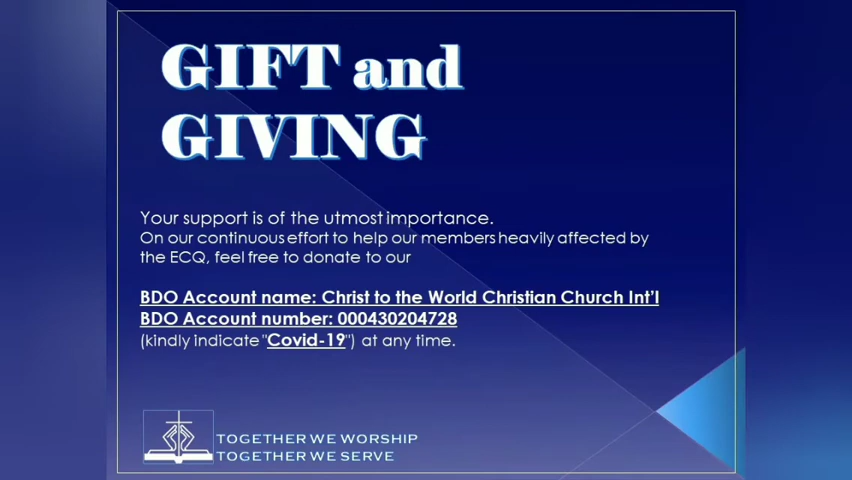 GIFT and
GIVING
Your support is of the utmost importance.
On our continuous effort to help our members heavily affected by
the ECQ, feel free to donate to our
BDO Account name: Christ to the World Christian Church Int'l
BDO Account number: 000430204728
(kindly indicate "Covid-19") at any time.
TOGETHER WE WORSHIP
TOGETHER WE SERVE